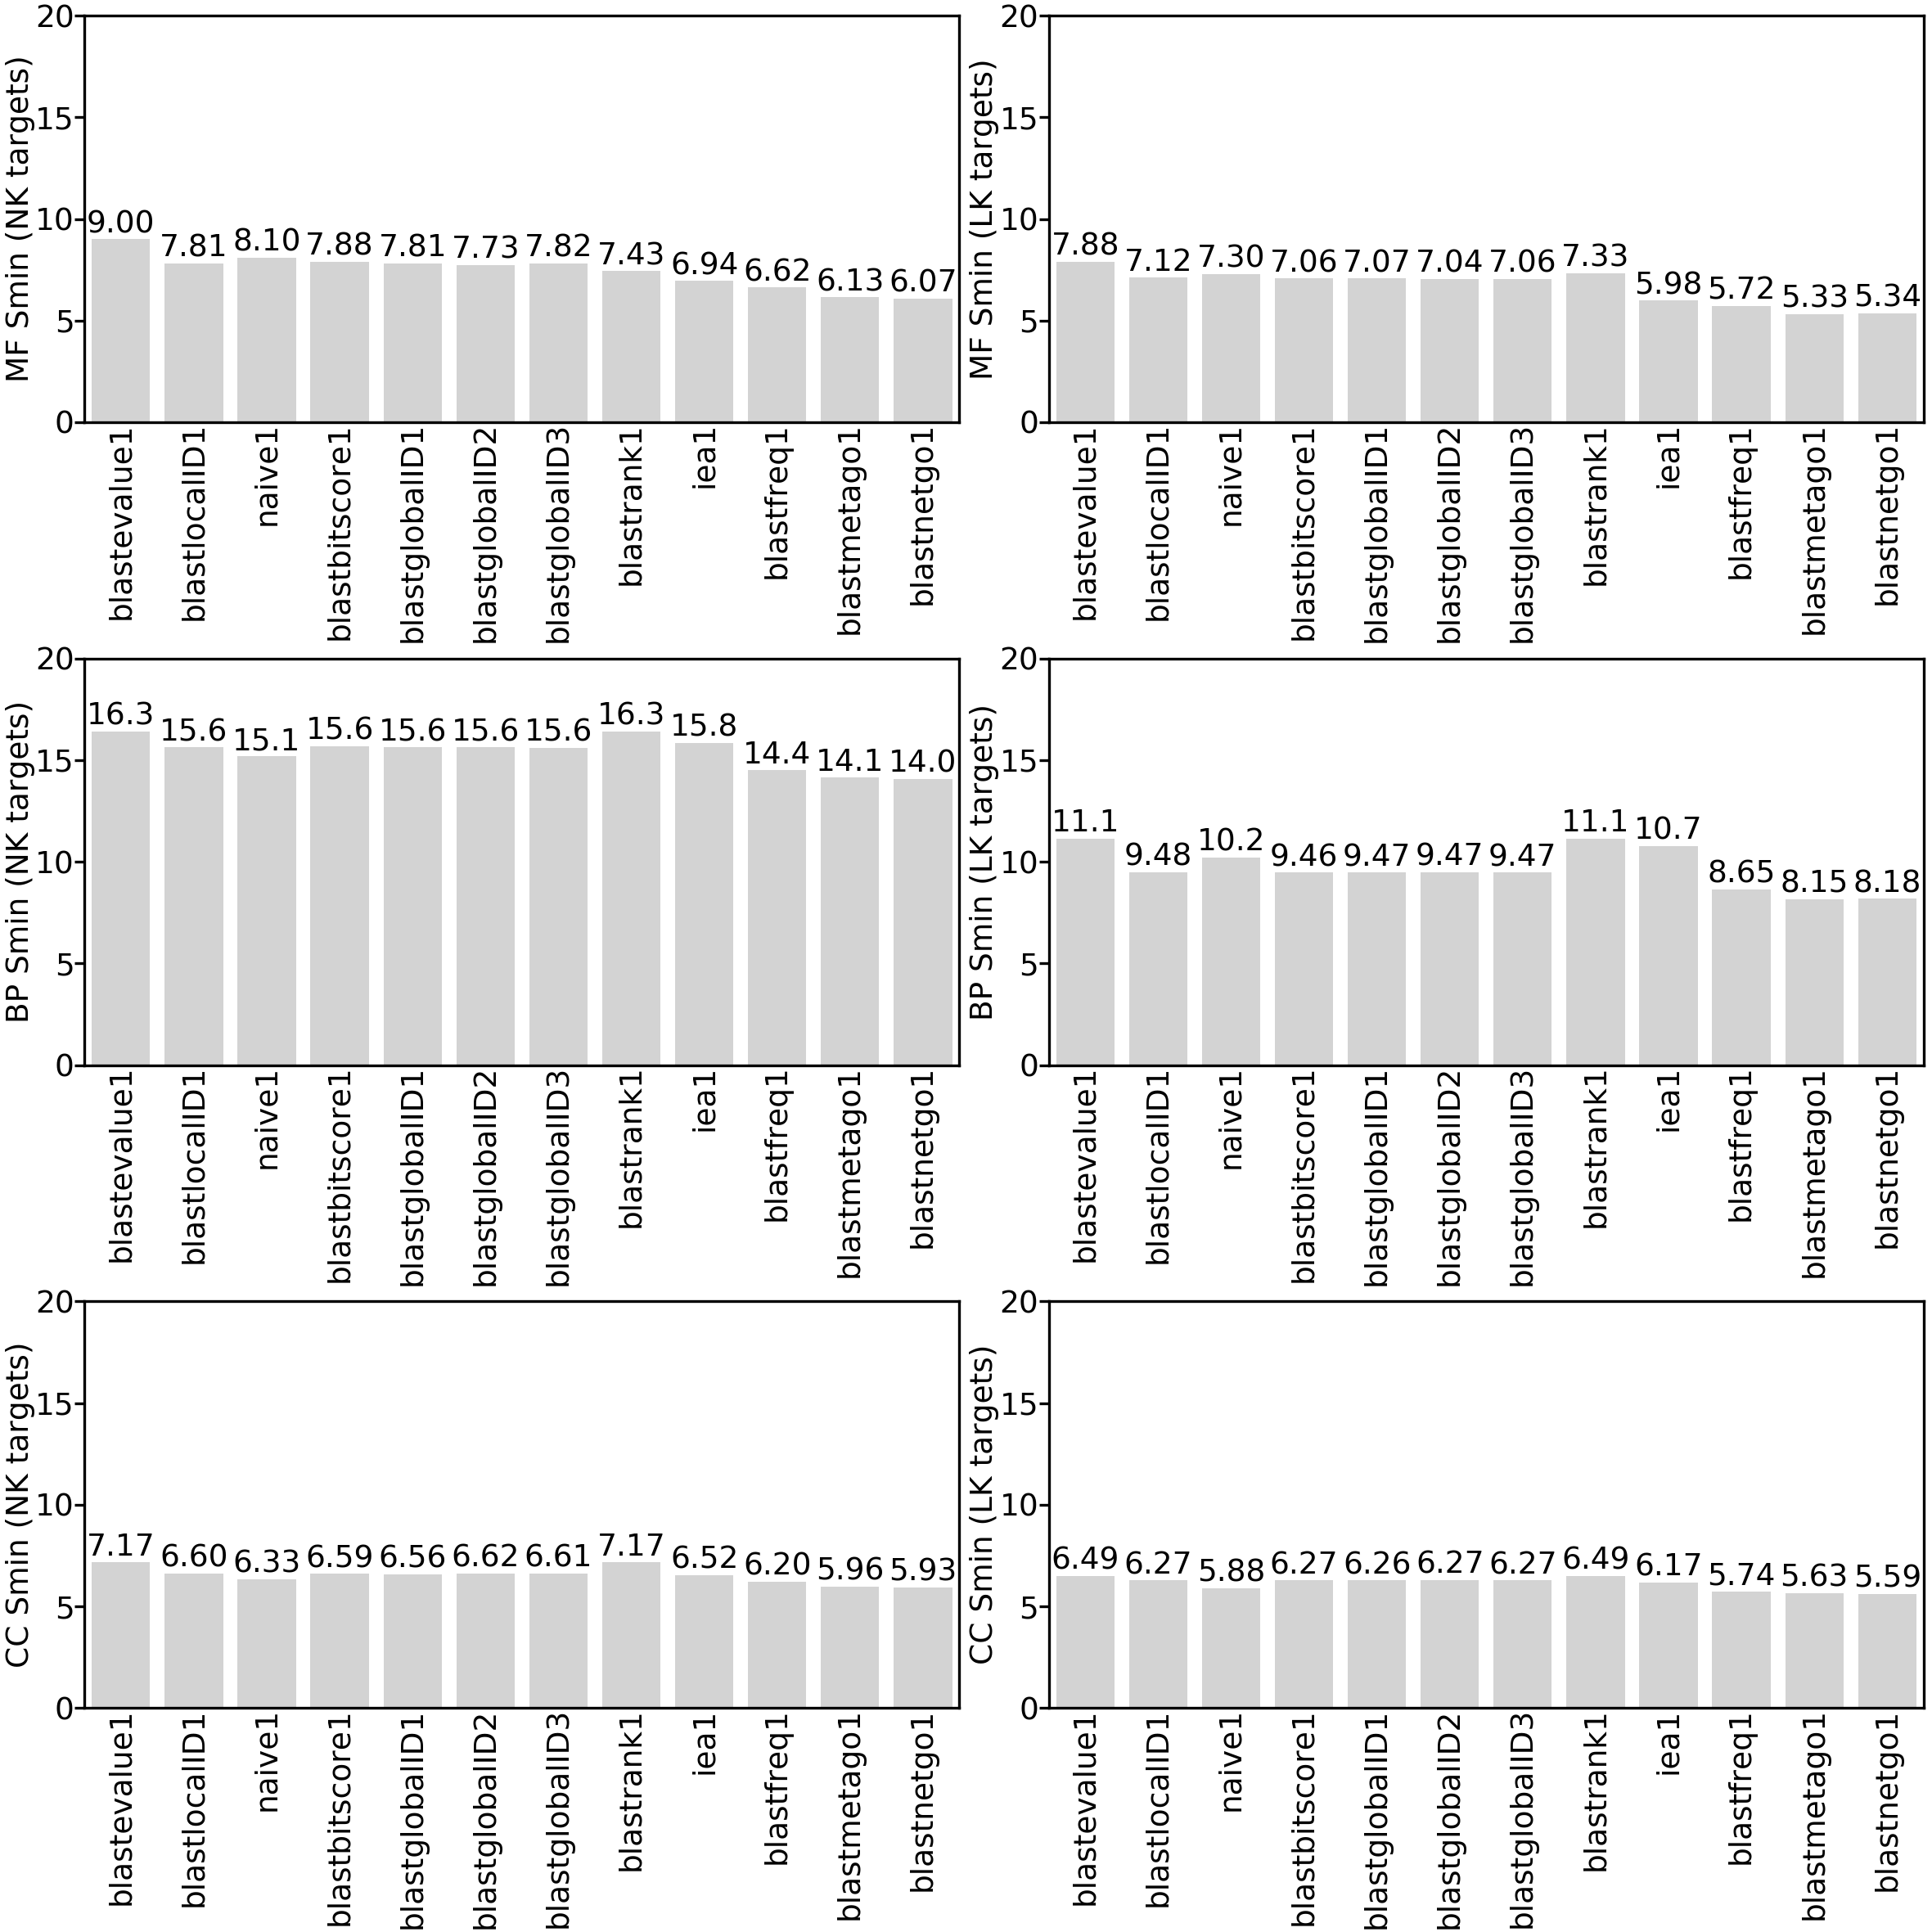 MF Smin (NK targets)
20
15
10
5
0
9.00 7.81 8.10 7.88 7.81 7.73 7.82 7.43 6.94 6.62 6.13 6.07
blastevalue1 blastlocalID1 naive1 blastbitscore1 blastglobalID1 blastglobalID2 blastglobalID3 blastrank1 iea1 blastfreq1 blastmetago1 blastnetgo1
MF Smin (LK targets)
20
15
10
5
0
7.88 7.12 7.30 7.06 7.07 7.04 7.06 7.33 5.98 5.72 5.33 5.34
blastevalue1 blastlocalID1 naive1 blastbitscore1 blastglobalID1 blastglobalID2 blastglobalID3 blastrank1 iea1 blastfreq1 blastmetago1 blastnetgo1
BP Smin (NK targets)
20
15
10
5
0
16.3 15.6 15.1 15.6 15.6 15.6 15.6 16.3 15.8 14.4 14.1 14.0
blastevalue1 blastlocalID1 naive1 blastbitscore1 blastglobalID1 blastglobalID2 blastglobalID3 blastrank1 iea1 blastfreq1 blastmetago1 blastnetgo1
BP Smin (LK targets)
20
15
10
5
0
11.1 9.48 10.2 9.46 9.47 9.47 9.47 11.1 10.7 8.65 8.15 8.18
blastevalue1 blastlocalID1 naive1 blastbitscore1 blastglobalID1 blastglobalID2 blastglobalID3 blastrank1 iea1 blastfreq1 blastmetago1 blastnetgo1
CC Smin (NK targets)
20
15
10
5
0
7.17 6.60 6.33 6.59 6.56 6.62 6.61 7.17 6.52 6.20 5.96 5.93
blastevalue1 blastlocalID1 naive1 blastbitscore1 blastglobalID1 blastglobalID2 blastglobalID3 blastrank1 iea1 blastfreq1 blastmetago1 blastnetgo1
CC Smin (LK targets)
20
15
10
5
0
6.49 6.27 5.88 6.27 6.26 6.27 6.27 6.49 6.17 5.74 5.63 5.59
blastevalue1 blastlocalID1 naive1 blastbitscore1 blastglobalID1 blastglobalID2 blastglobalID3 blastrank1 iea1 blastfreq1 blastmetago1 blastnetgo1